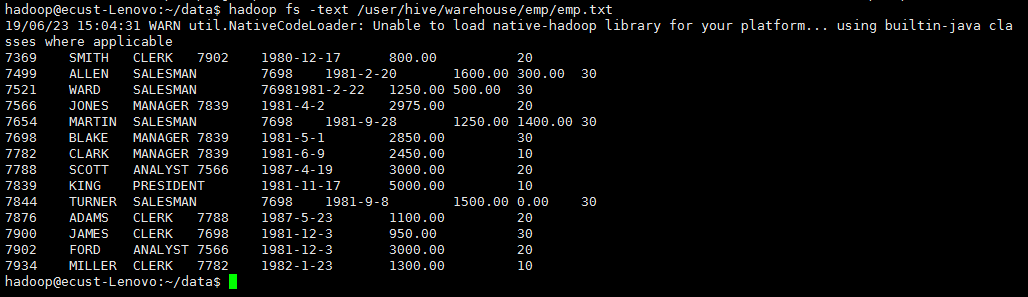 hadoop@ecust-Lenovo:~/data$ hadoop fs -text /user/hive/warehouse/emp/emp.txt
19/06/23 15:04:31 WARN util.NativeCodeLoader: Unable to load native-hadoop library for your platform... using builtin-java cla
sses where applicable
7369    SMITH   CLERK   7902    1980-12-17      800.00          20
7499    ALLEN   SALESMAN        7698    1981-2-20       1600.00 300.00  30
7521    WARD    SALESMAN        76981981-2-22   1250.00 500.00  30
7566    JONES   MANAGER 7839    1981-4-2        2975.00         20
7654    MARTIN  SALESMAN        7698    1981-9-28       1250.00 1400.00 30
7698    BLAKE   MANAGER 7839    1981-5-1        2850.00         30
7782    CLARK   MANAGER 7839    1981-6-9        2450.00         10
7788    SCOTT   ANALYST 7566    1987-4-19       3000.00         20
7839    KING    PRESIDENT       1981-11-17      5000.00         10
7844    TURNER  SALESMAN        7698    1981-9-8        1500.00 0.00    30
7876    ADAMS   CLERK   7788    1987-5-23       1100.00         20
7900    JAMES   CLERK   7698    1981-12-3       950.00          30
7902    FORD    ANALYST 7566    1981-12-3       3000.00         20
7934    MILLER  CLERK   7782    1982-1-23       1300.00         10
hadoop@ecust-Lenovo:~/data$